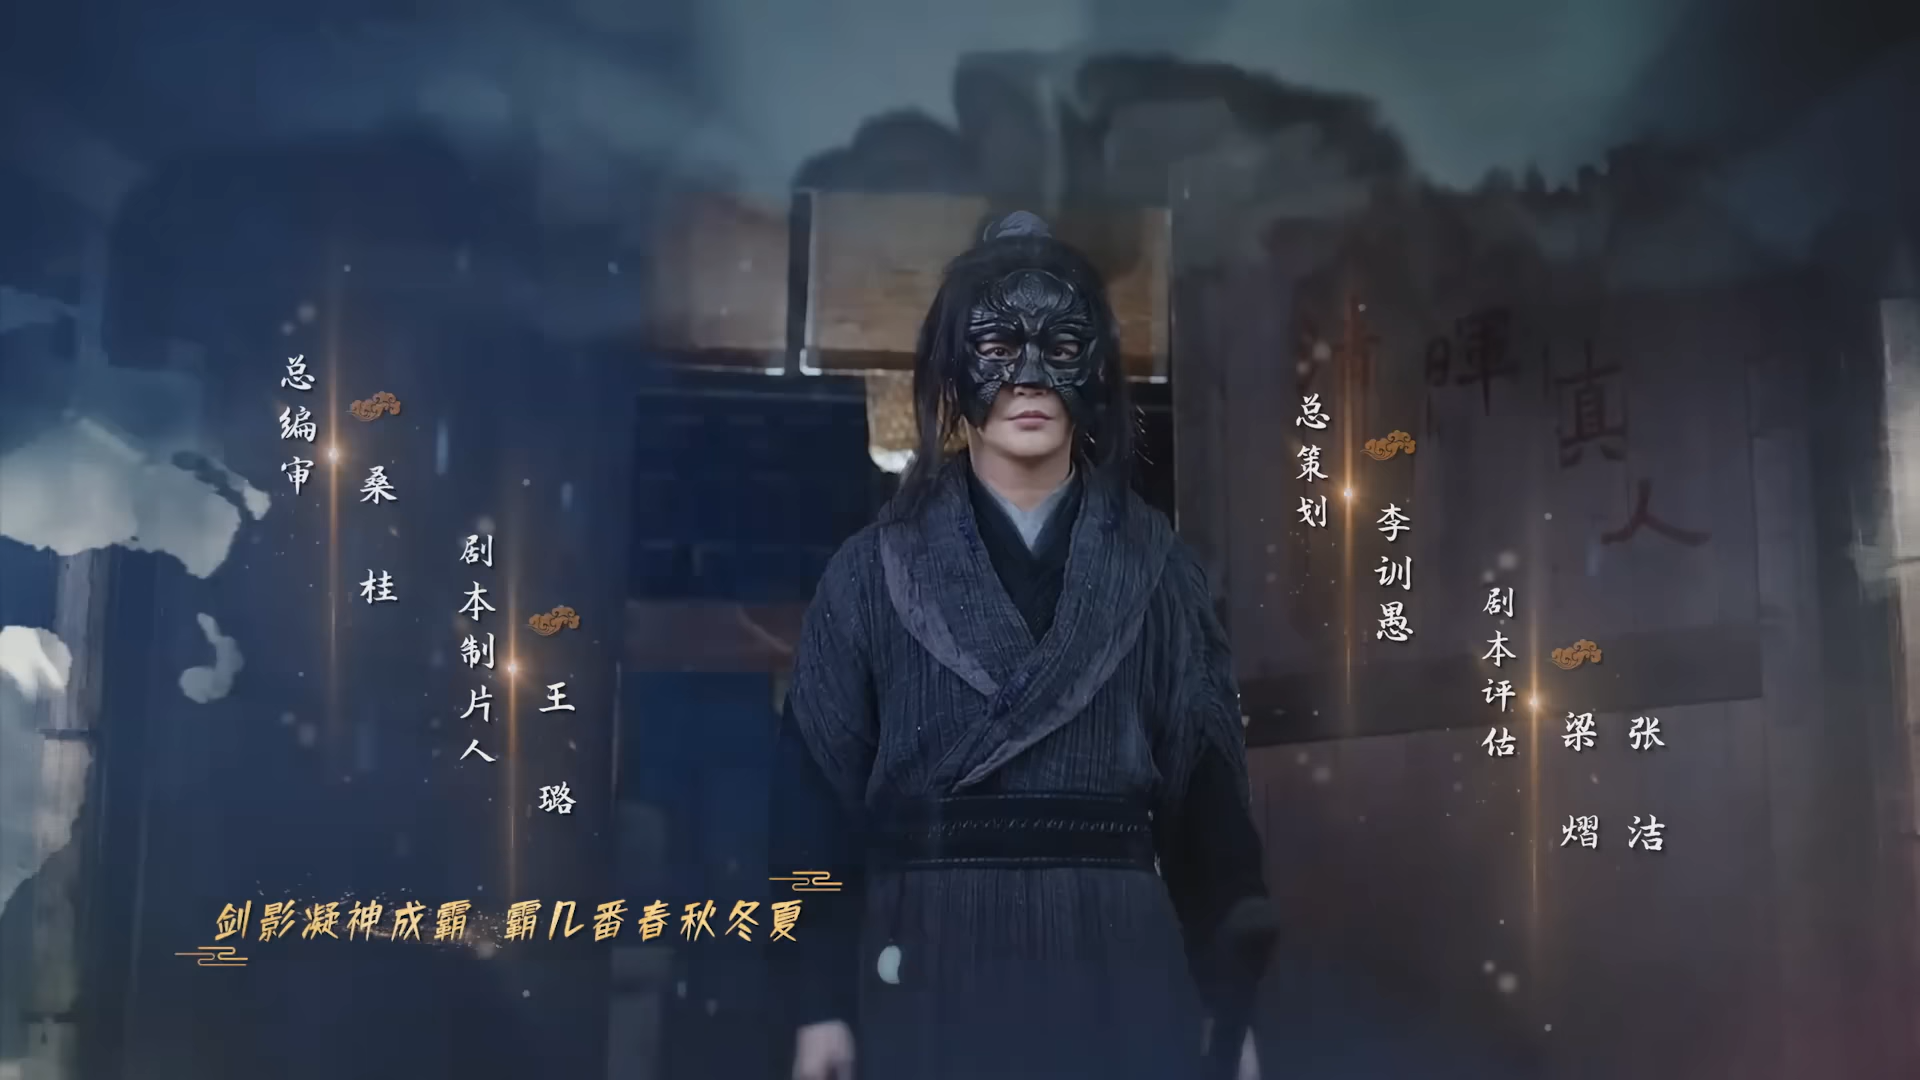 总编审
桑桂
剧本制片人
王璐
总策划
李训愚
剧本评估
梁熠
张洁
真人
剑影凝神成霸 霸几番春秋冬夏